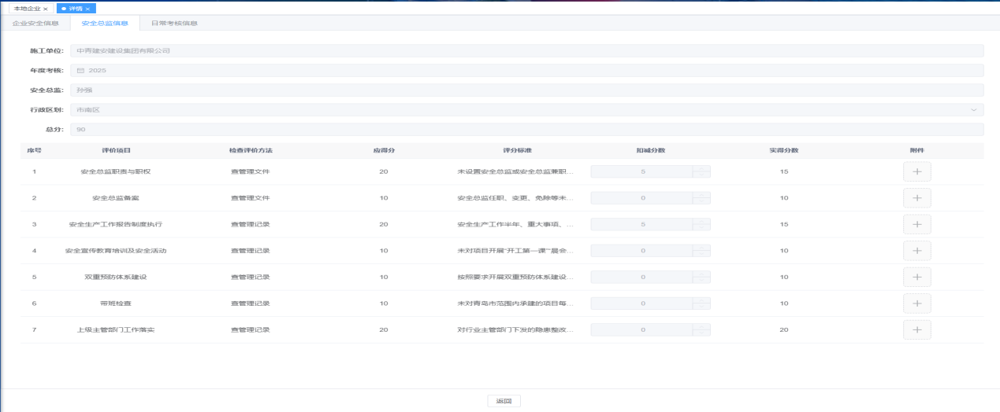 本地企业 × 详情 ×
企业安全信息 安全总监信息 日常考核信息
施工单位: 中青建安建设集团有限公司
年度考核: 2025
安全总监: 孙强
行政区划: 市南区
总分: 90
序号 评价项目 检查评价方法 应得分 评分标准 扣减分数 实得分数 附件
1 安全总监职责与职权 查管理文件 20 未设置安全总监或安全总监兼职... 5 15
2 安全总监备案 查管理文件 10 安全总监任职、变更、免除等未... 0 10
3 安全生产工作报告制度执行 查管理记录 20 安全生产工作半年、重大事项、... 5 15
4 安全宣传教育培训及安全活动 查管理记录 10 未对项目开展“开工第一课”“晨会... 0 10
5 双重预防体系建设 查管理记录 10 按照要求开展双重预防体系建设... 0 10
6 带班检查 查管理记录 10 未对青岛市范围内承建的项目每... 0 10
7 上级主管部门工作落实 查管理记录 20 对行业主管部门下发的隐患整改... 0 20
返回